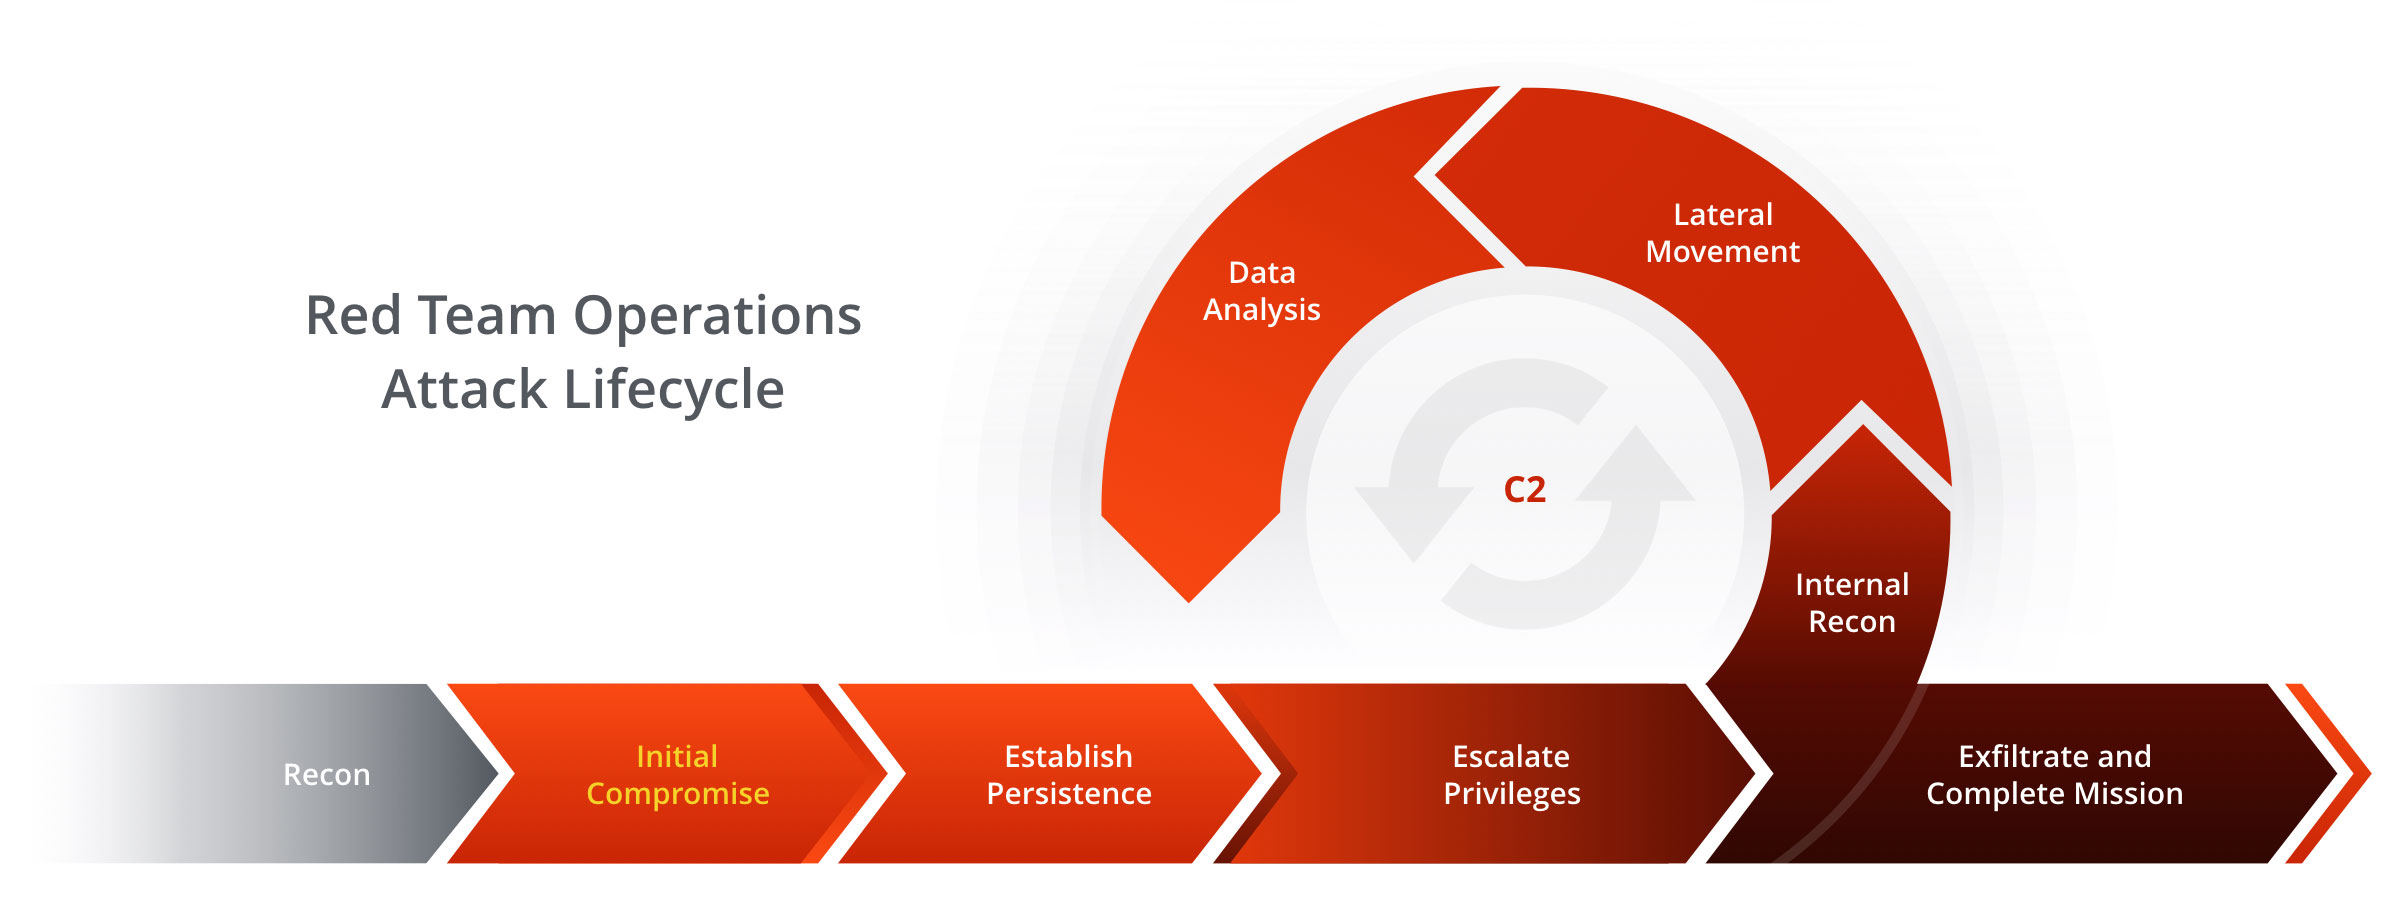 Red Team Operations
Attack Lifecycle
Data
Analysis
Lateral
Movement
C2
Internal
Recon
Recon
Initial
Compromise
Establish
Persistence
Escalate
Privileges
Exfiltrate and
Complete Mission